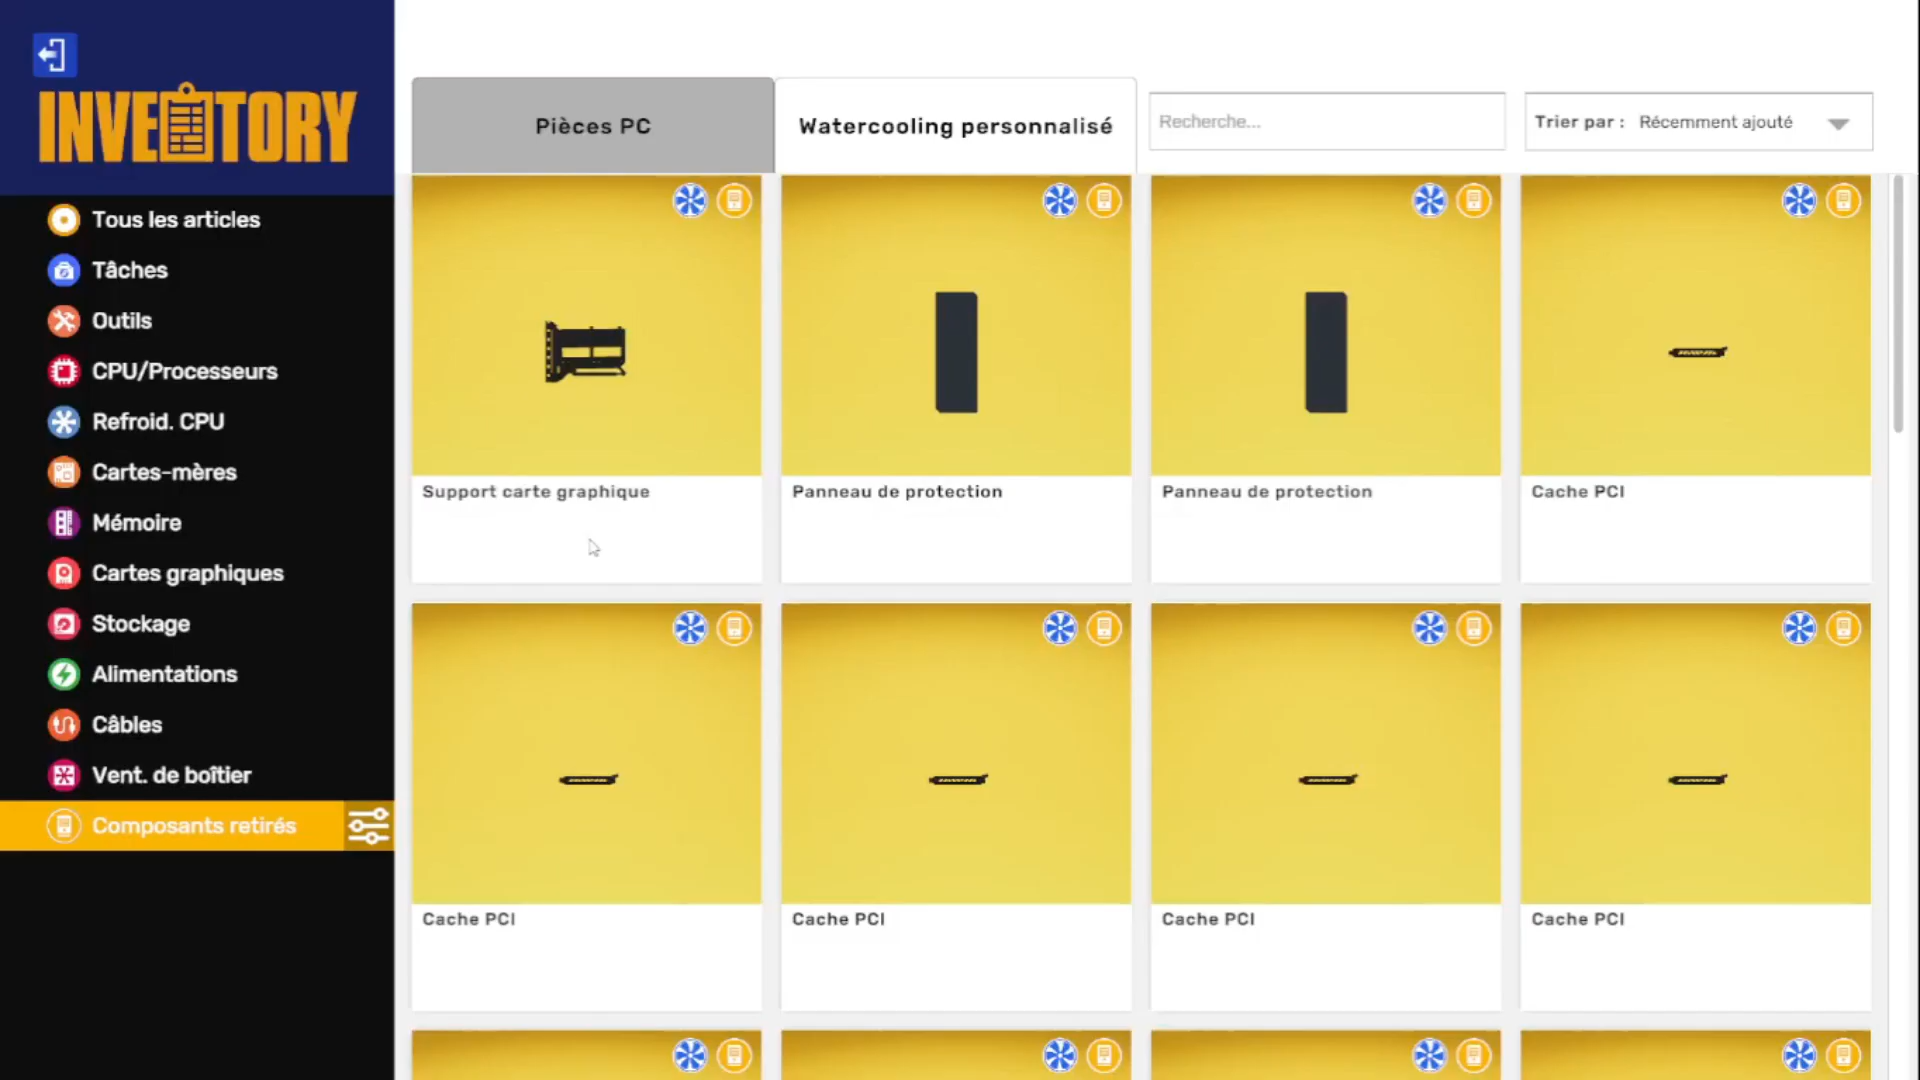 INVENTORY
Pièces PC
Watercooling personnalisé
Recherche...
Trier par : Récemment ajouté
Tous les articles
Tâches
Outils
CPU/Processeurs
Refroid. CPU
Cartes-mères
Mémoire
Cartes graphiques
Stockage
Alimentations
Câbles
Vent. de boîtier
Composants retirés
Support carte graphique
Panneau de protection
Panneau de protection
Cache PCI
Cache PCI
Cache PCI
Cache PCI
Cache PCI